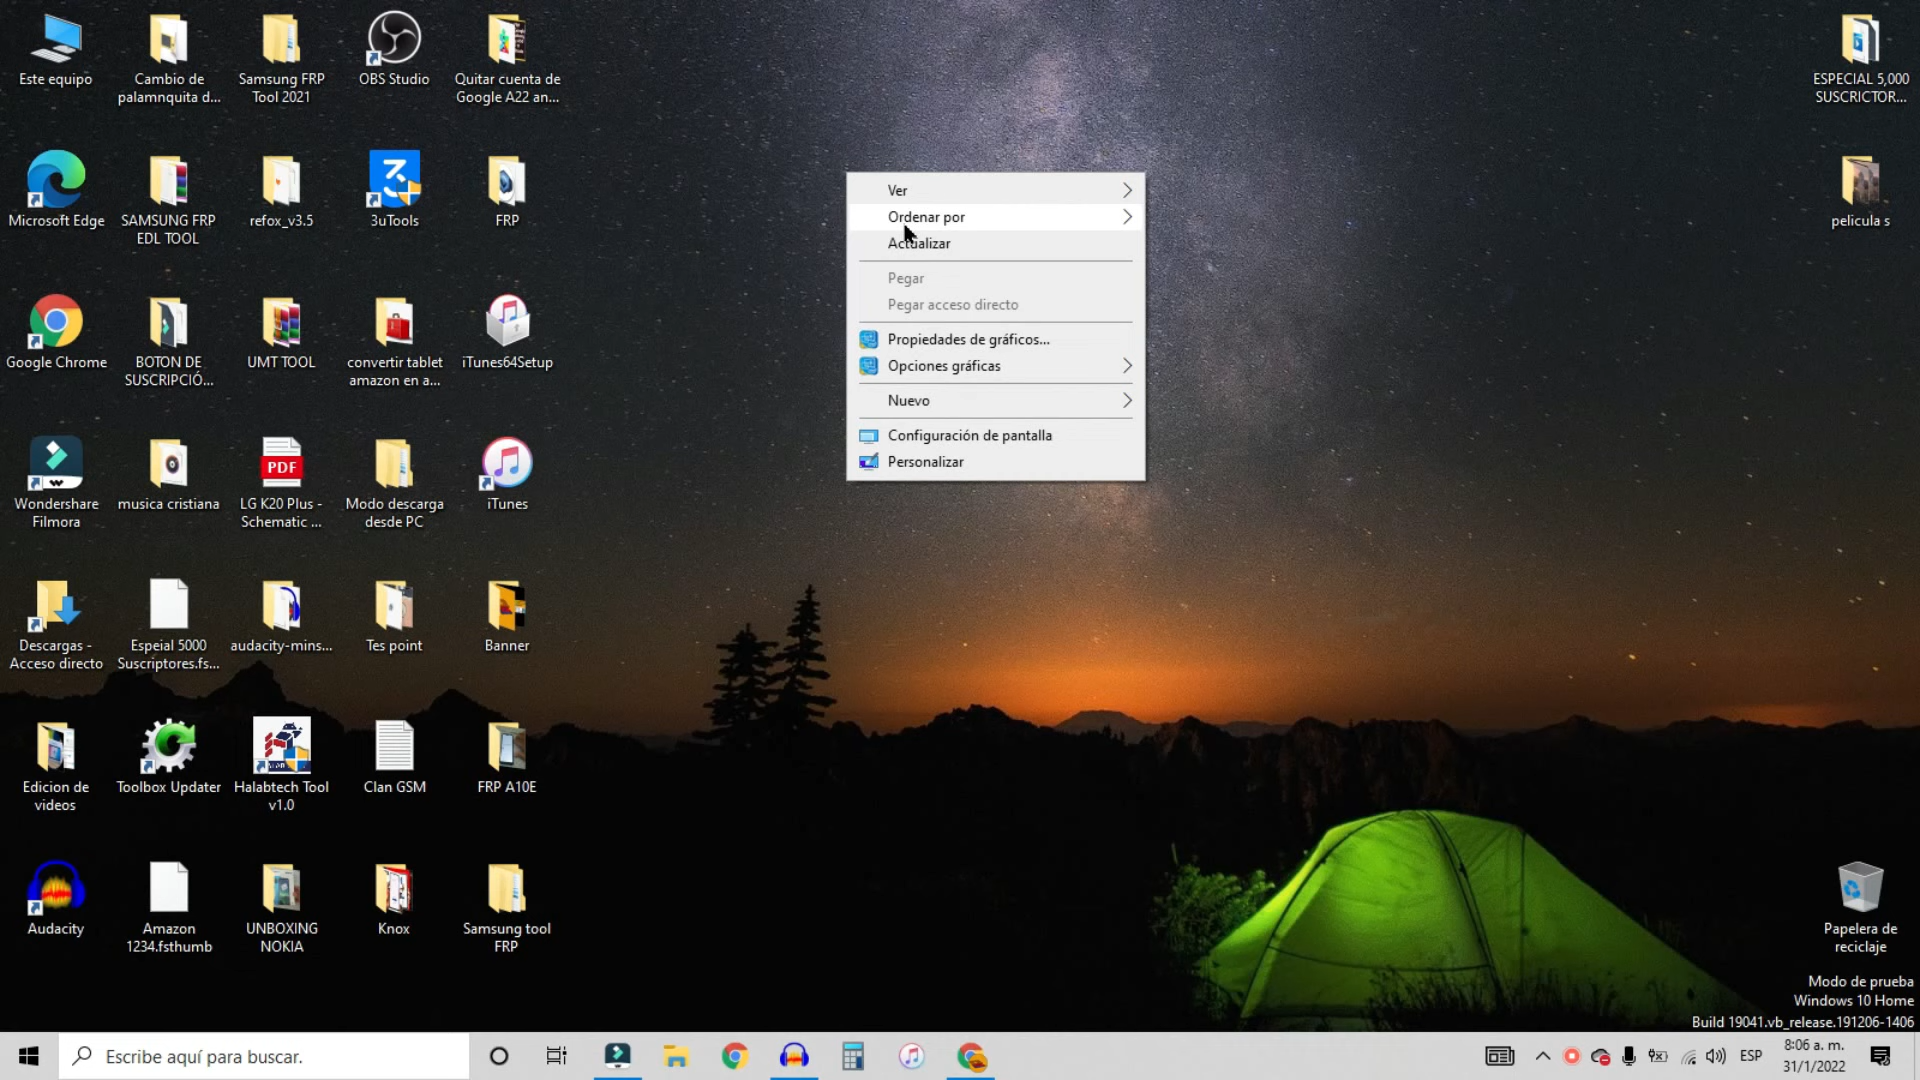 Este equipo
Cambio de
palamnquita d...
Samsung FRP
Tool 2021
OBS Studio
Quitar cuenta de
Google A22 an...
ESPECIAL 5,000
SUSCRICTOR...
Microsoft Edge
SAMSUNG FRP
EDL TOOL
refox_v3.5
3uTools
FRP
pelicula s
Ver
Ordenar por
Actualizar
Pegar
Pegar acceso directo
Propiedades de gráficos...
Opciones gráficas
Nuevo
Configuración de pantalla
Personalizar
Google Chrome
BOTON DE
SUSCRIPCIÓ...
UMT TOOL
convertir tablet
amazon en a...
iTunes64Setup
Wondershare
Filmora
musica cristiana
PDF
LG K20 Plus -
Schematic ...
Modo descarga
desde PC
iTunes
Descargas -
Acceso directo
Espeial 5000
Suscriptores.fs...
audacity-mins...
Tes point
Banner
Edicion de
videos
Toolbox Updater
Halabtech Tool
v1.0
Clan GSM
FRP A10E
Audacity
Amazon
1234.fsthumb
UNBOXING
NOKIA
Knox
Samsung tool
FRP
Papelera de
reciclaje
Modo de prueba
Windows 10 Home
Build 19041.vb_release.191206-1406
Escribe aquí para buscar.
ESP
8:06 a. m.
31/1/2022